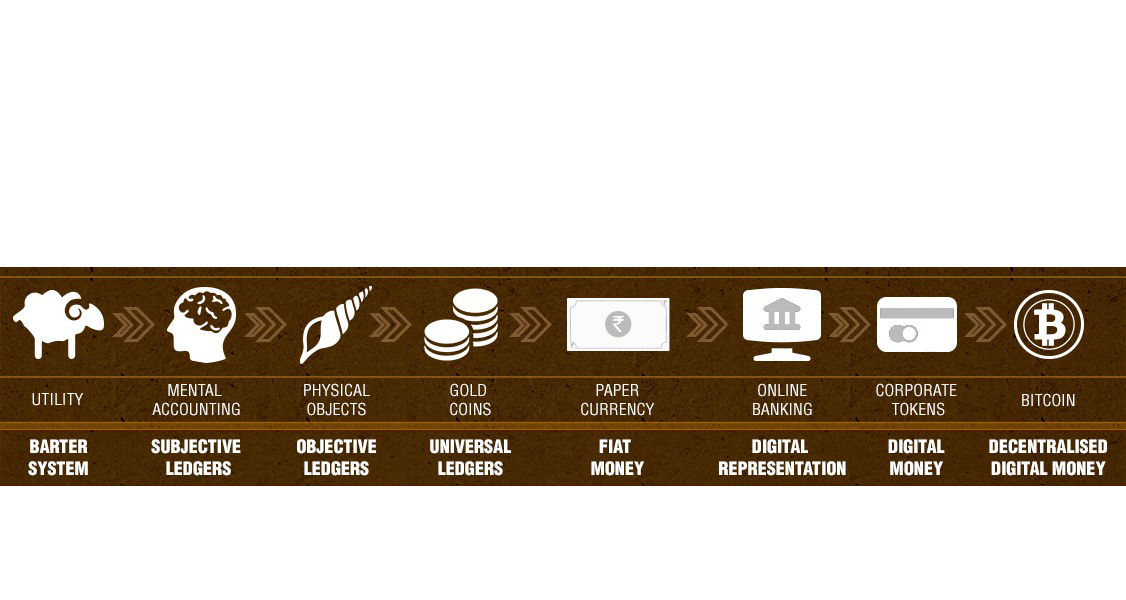 UTILITY
MENTAL
ACCOUNTING
PHYSICAL
OBJECTS
GOLD
COINS
₹
PAPER
CURRENCY
ONLINE
BANKING
CORPORATE
TOKENS
₿
BITCOIN
BARTER
SYSTEM
SUBJECTIVE
LEDGERS
OBJECTIVE
LEDGERS
UNIVERSAL
LEDGERS
FIAT
MONEY
DIGITAL
REPRESENTATION
DIGITAL
MONEY
DECENTRALISED
DIGITAL MONEY